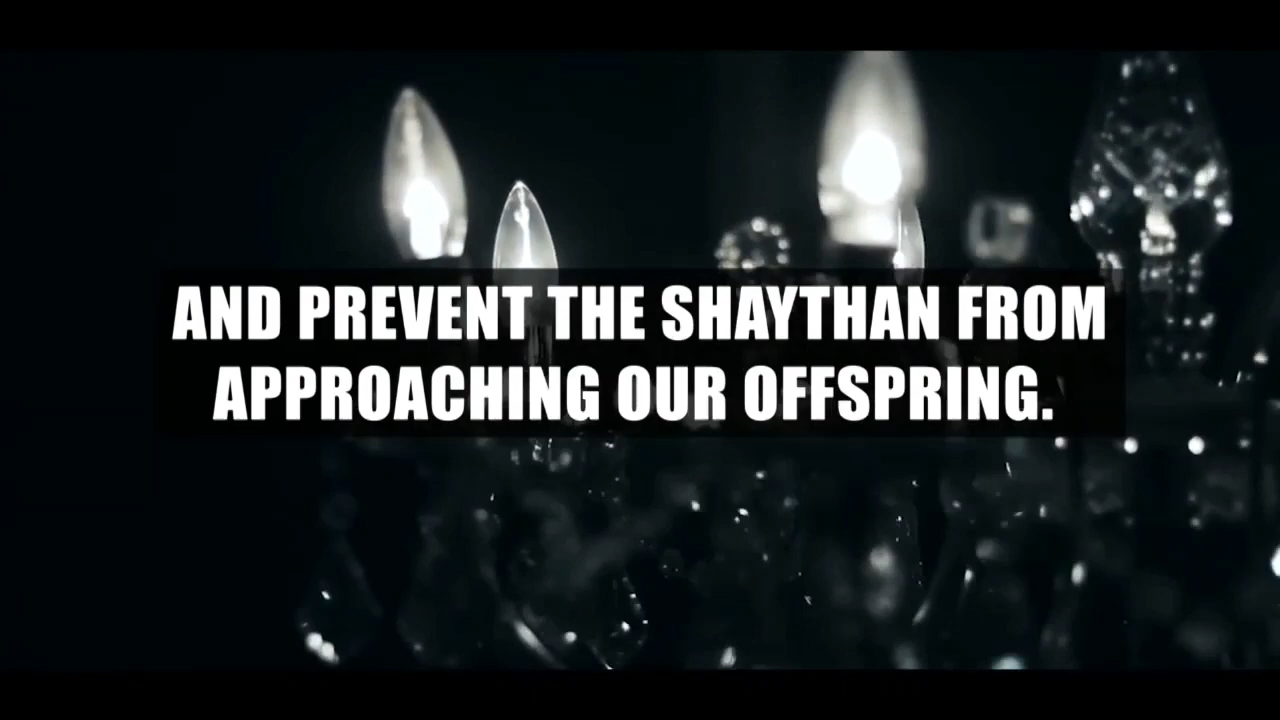 AND PREVENT THE SHAYTHAN FROM
APPROACHING OUR OFFSPRING.